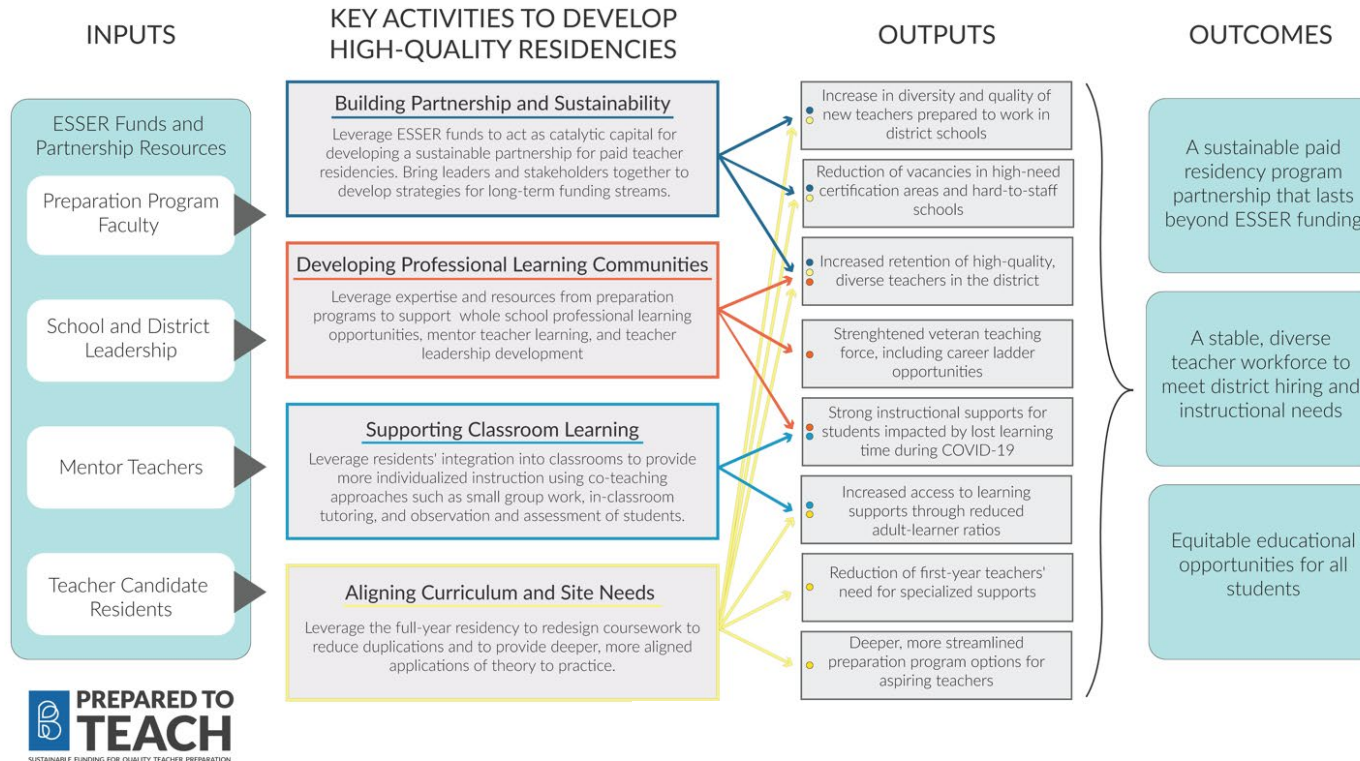 INPUTS
KEY ACTIVITIES TO DEVELOP
HIGH-QUALITY RESIDENCIES
OUTPUTS
OUTCOMES
ESSER Funds and
Partnership Resources
Preparation Program
Faculty
School and District
Leadership
Mentor Teachers
Teacher Candidate
Residents
Building Partnership and Sustainability
Leverage ESSER funds to act as catalytic capital for
developing a sustainable partnership for paid teacher
residencies. Bring leaders and stakeholders together to
develop strategies for long-term funding streams.
Developing Professional Learning Communities
Leverage expertise and resources from preparation
programs to support whole school professional learning
opportunities, mentor teacher learning, and teacher
leadership development
Supporting Classroom Learning
Leverage residents' integration into classrooms to provide
more individualized instruction using co-teaching
approaches such as small group work, in-classroom
tutoring, and observation and assessment of students.
Aligning Curriculum and Site Needs
Leverage the full-year residency to redesign coursework to
reduce duplications and to provide deeper, more aligned
applications of theory to practice.
Increase in diversity and quality of
new teachers prepared to work in
district schools
Reduction of vacancies in high-need
certification areas and hard-to-staff
schools
Increased retention of high-quality,
diverse teachers in the district
Strenghtened veteran teaching
force, including career ladder
opportunities
Strong instructional supports for
students impacted by lost learning
time during COVID-19
Increased access to learning
supports through reduced
adult-learner ratios
Reduction of first-year teachers'
need for specialized supports
Deeper, more streamlined
preparation program options for
aspiring teachers
A sustainable paid
residency program
partnership that lasts
beyond ESSER funding
A stable, diverse
teacher workforce to
meet district hiring and
instructional needs
Equitable educational
opportunities for all
students
PREPARED TO
TEACH
SUSTAINABLE FUNDING FOR QUALITY TEACHER PREPARATION